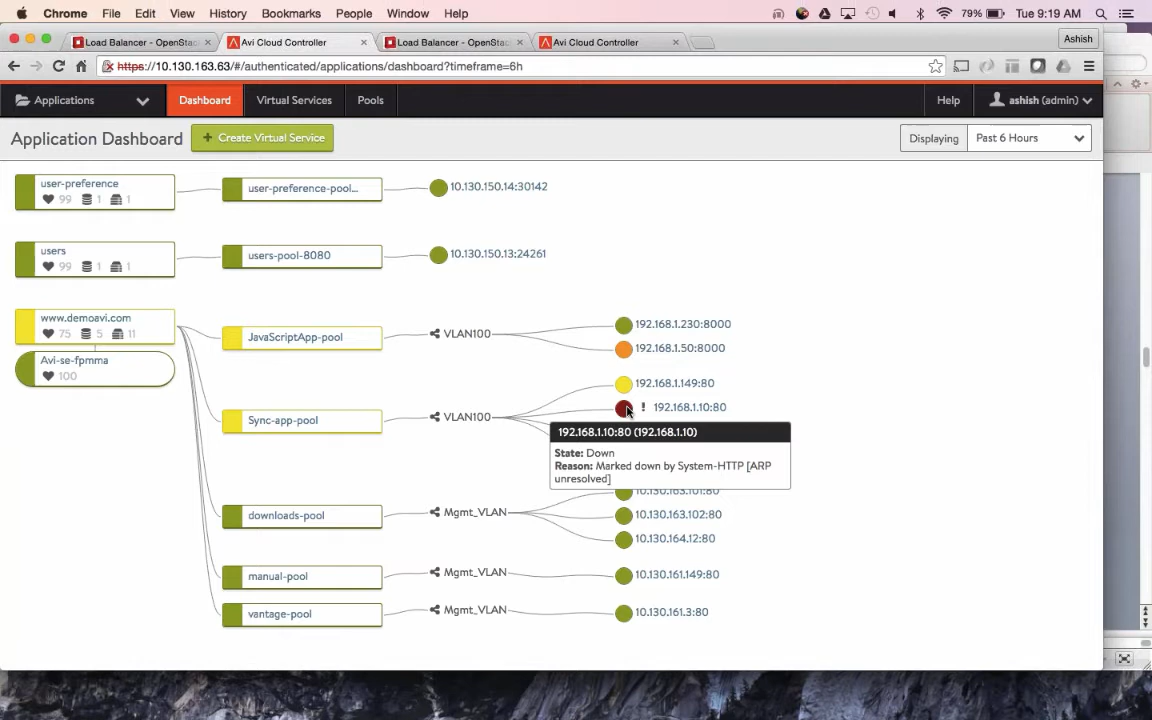 Chrome File Edit View History Bookmarks People Window Help 79% Tue 9:19 AM
Load Balancer - OpenStac × Avi Cloud Controller × Load Balancer - OpenStac × Avi Cloud Controller × Ashish
https://10.130.163.63/#/authenticated/applications/dashboard?timeframe=6h
Applications Dashboard Virtual Services Pools Help ashish (admin)
Application Dashboard + Create Virtual Service Displaying Past 6 Hours
user-preference
99 1 1
user-preference-pool...
10.130.150.14:30142
users
99 1 1
users-pool-8080
10.130.150.13:24261
www.demoavi.com
75 5 11
Avi-se-fpmma
100
JavaScriptApp-pool
VLAN100
192.168.1.230:8000
192.168.1.50:8000
Sync-app-pool
VLAN100
192.168.1.149:80
! 192.168.1.10:80
192.168.1.10:80 (192.168.1.10)
State: Down
Reason: Marked down by System-HTTP [ARP
unresolved]
downloads-pool
Mgmt_VLAN
10.130.163.101:80
10.130.163.102:80
10.130.164.12:80
manual-pool
Mgmt_VLAN
10.130.161.149:80
vantage-pool
Mgmt_VLAN
10.130.161.3:80